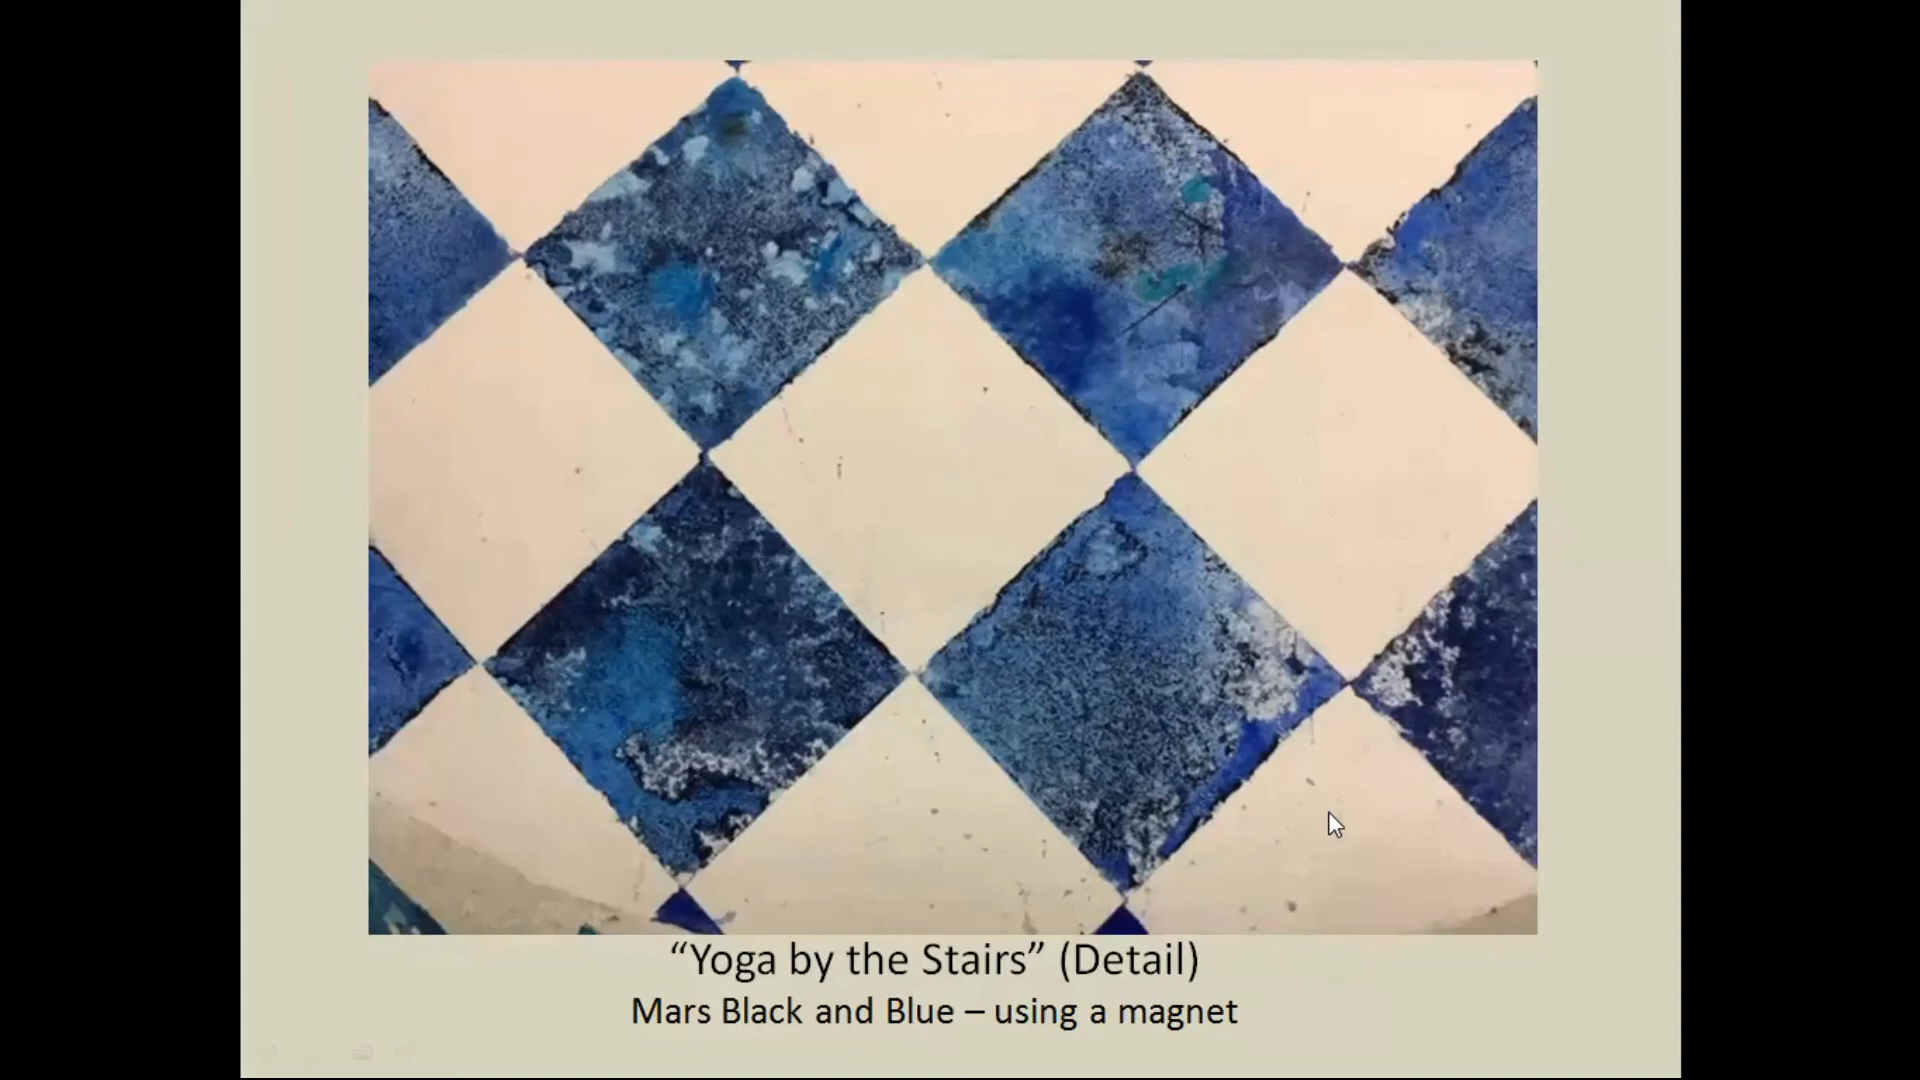 “Yoga by the Stairs” (Detail)
Mars Black and Blue – using a magnet